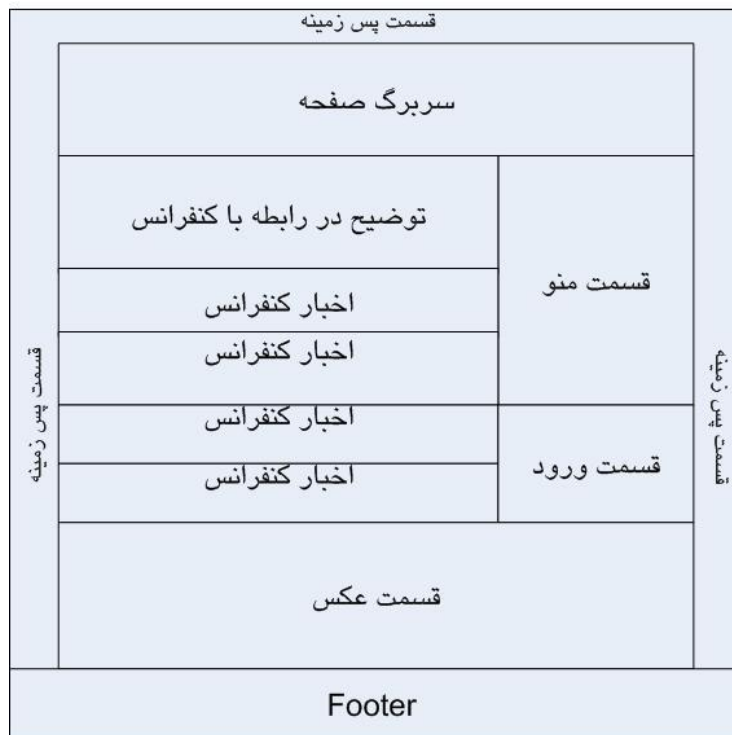 قسمت پس زمینه
سربرگ صفحه
قسمت منو
توضیح در رابطه با کنفرانس
اخبار کنفرانس
اخبار کنفرانس
اخبار کنفرانس
اخبار کنفرانس
قسمت ورود
قسمت پس زمینه
قسمت پس زمینه
قسمت عکس
Footer